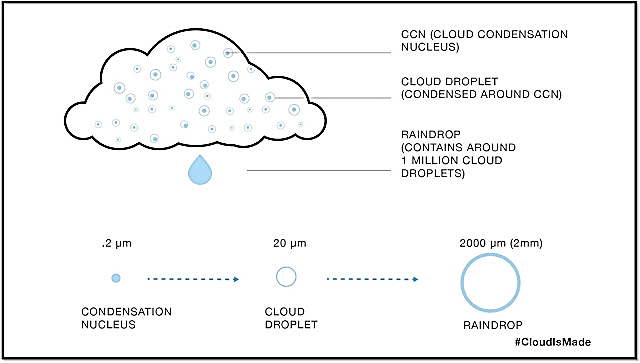 CCN (CLOUD CONDENSATION
NUCLEUS)
CLOUD DROPLET
(CONDENSED AROUND CCN)
RAINDROP
(CONTAINS AROUND
1 MILLION CLOUD
DROPLETS)
.2 µm
20 µm
2000 µm (2mm)
CONDENSATION
NUCLEUS
CLOUD
DROPLET
RAINDROP
#CloudIsMade